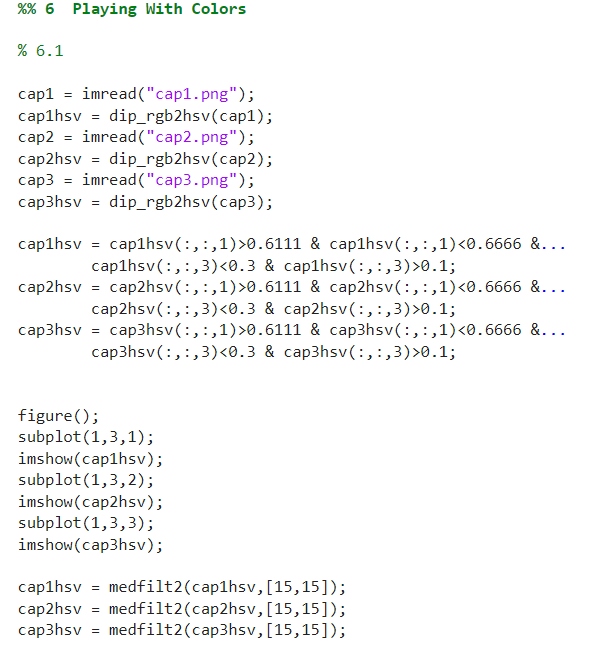 %% 6  Playing With Colors
% 6.1
cap1 = imread("cap1.png");
cap1hsv = dip_rgb2hsv(cap1);
cap2 = imread("cap2.png");
cap2hsv = dip_rgb2hsv(cap2);
cap3 = imread("cap3.png");
cap3hsv = dip_rgb2hsv(cap3);
cap1hsv = cap1hsv(:,:,1)>0.6111 & cap1hsv(:,:,1)<0.6666 &...
        cap1hsv(:,:,3)<0.3 & cap1hsv(:,:,3)>0.1;
cap2hsv = cap2hsv(:,:,1)>0.6111 & cap2hsv(:,:,1)<0.6666 &...
        cap2hsv(:,:,3)<0.3 & cap2hsv(:,:,3)>0.1;
cap3hsv = cap3hsv(:,:,1)>0.6111 & cap3hsv(:,:,1)<0.6666 &...
        cap3hsv(:,:,3)<0.3 & cap3hsv(:,:,3)>0.1;
figure();
subplot(1,3,1);
imshow(cap1hsv);
subplot(1,3,2);
imshow(cap2hsv);
subplot(1,3,3);
imshow(cap3hsv);
cap1hsv = medfilt2(cap1hsv,[15,15]);
cap2hsv = medfilt2(cap2hsv,[15,15]);
cap3hsv = medfilt2(cap3hsv,[15,15]);